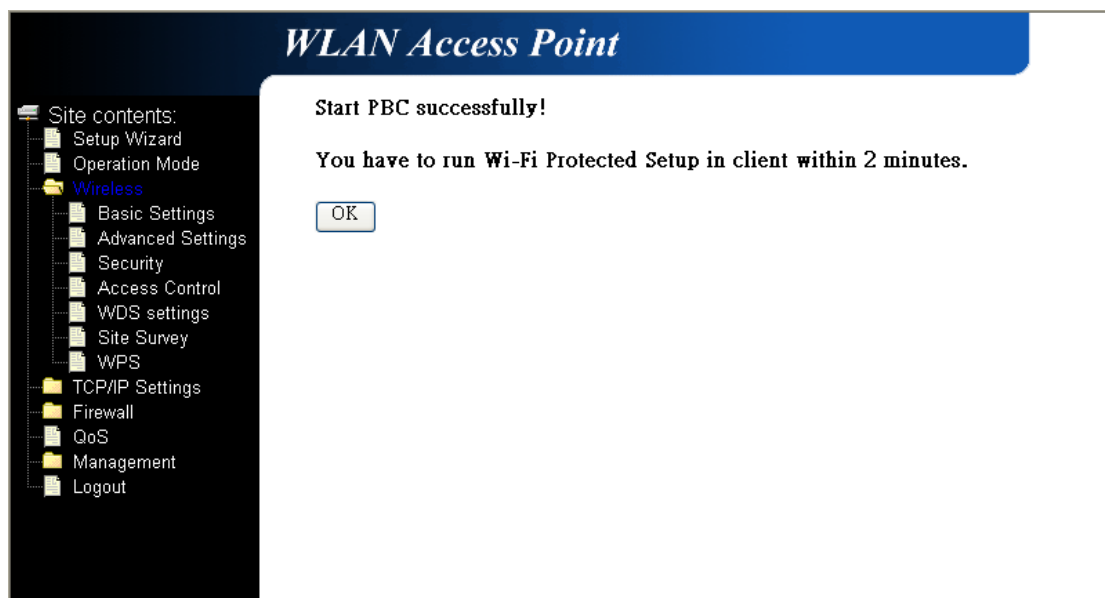 WLAN Access Point
Site contents:
Setup Wizard
Operation Mode
Wireless
Basic Settings
Advanced Settings
Security
Access Control
WDS settings
Site Survey
WPS
TCP/IP Settings
Firewall
QoS
Management
Logout
Start PBC successfully!
You have to run Wi-Fi Protected Setup in client within 2 minutes.
OK